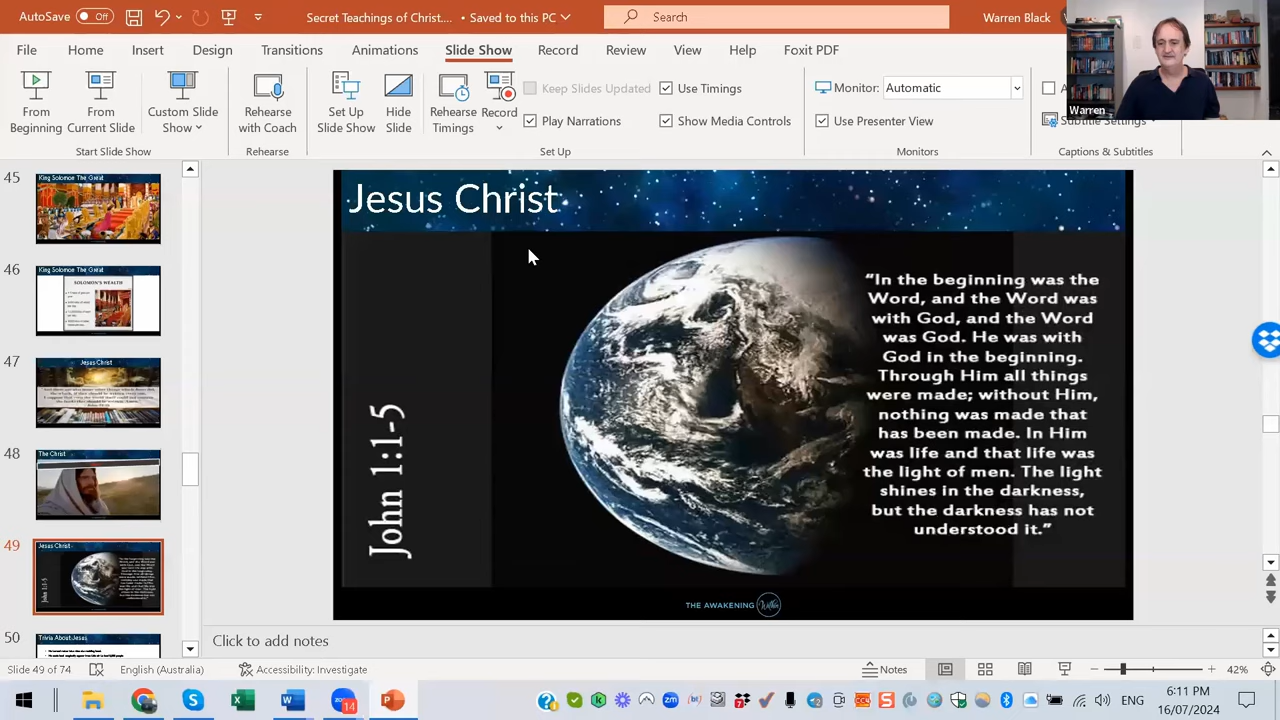 AutoSave Off Secret Teachings of Christ.... • Saved to this PC Search Warren Black
File Home Insert Design Transitions Animations Slide Show Record Review View Help Foxit PDF
From Beginning
From Current Slide
Custom Slide Show
Start Slide Show
Rehearse with Coach
Rehearse
Set Up Slide Show
Hide Slide
Rehearse Timings
Record
Keep Slides Updated
Play Narrations
Use Timings
Show Media Controls
Set Up
Monitor: Automatic
Use Presenter View
Monitors
Subtitle Settings
Captions & Subtitles
Warren
45
King Solomon The Great
46
King Solomon The Great
SOLOMON'S WEALTH
47
Jesus Christ
48
The Christ
49
Jesus Christ
John 1:1-5
50
Trivia About Jesus
Jesus Christ
John 1:1-5
“In the beginning was the
Word, and the Word was
with God, and the Word
was God. He was with
God in the beginning.
Through Him all things
were made; without Him,
nothing was made that
has been made. In Him
was life and that life was
the light of men. The light
shines in the darkness,
but the darkness has not
understood it.”
THE AWAKENING Within
Click to add notes
Slide 49 of 74 English (Australia) Accessibility: Investigate Notes 42%
14
ENG
6:11 PM
16/07/2024